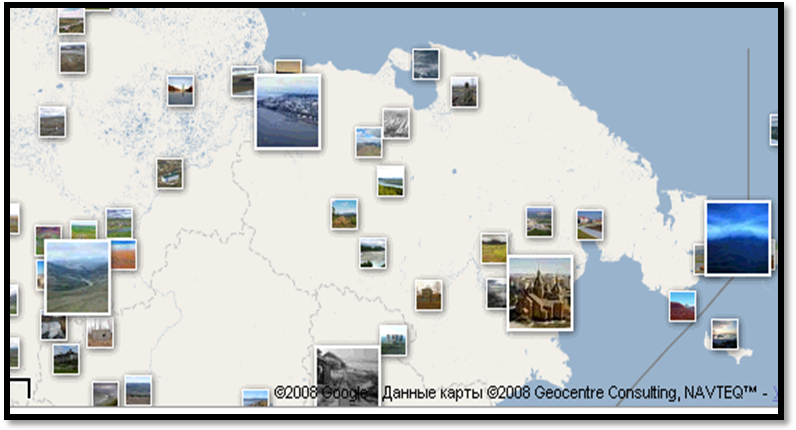 ©2008 Google - Данные карты ©2008 Geocentre Consulting, NAVTEQ™ -